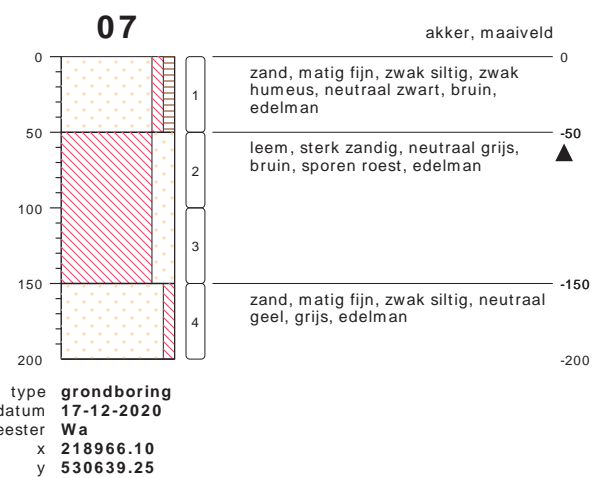 07
akker, maaiveld
0
50
100
150
200
1
2
3
4
zand, matig fijn, zwak siltig, zwak
humeus, neutraal zwart, bruin,
edelman
leem, sterk zandig, neutraal grijs,
bruin, sporen roest, edelman
zand, matig fijn, zwak siltig, neutraal
geel, grijs, edelman
0
-50
-150
-200
type grondboring
datum 17-12-2020
eester Wa
x 218966.10
y 530639.25